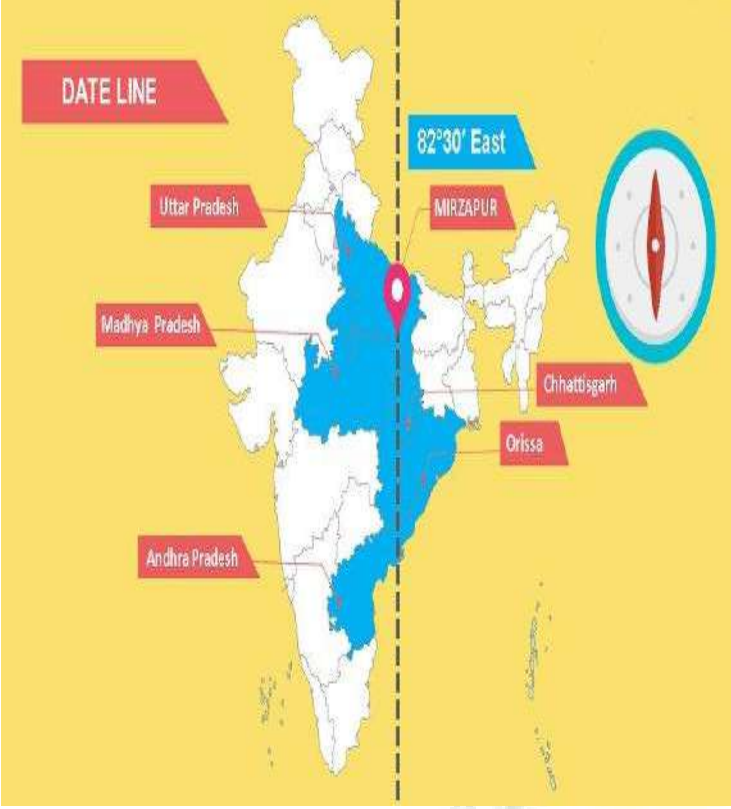 DATE LINE
82°30' East
Uttar Pradesh
MIRZAPUR
Madhya Pradesh
Chhattisgarh
Orissa
Andhra Pradesh